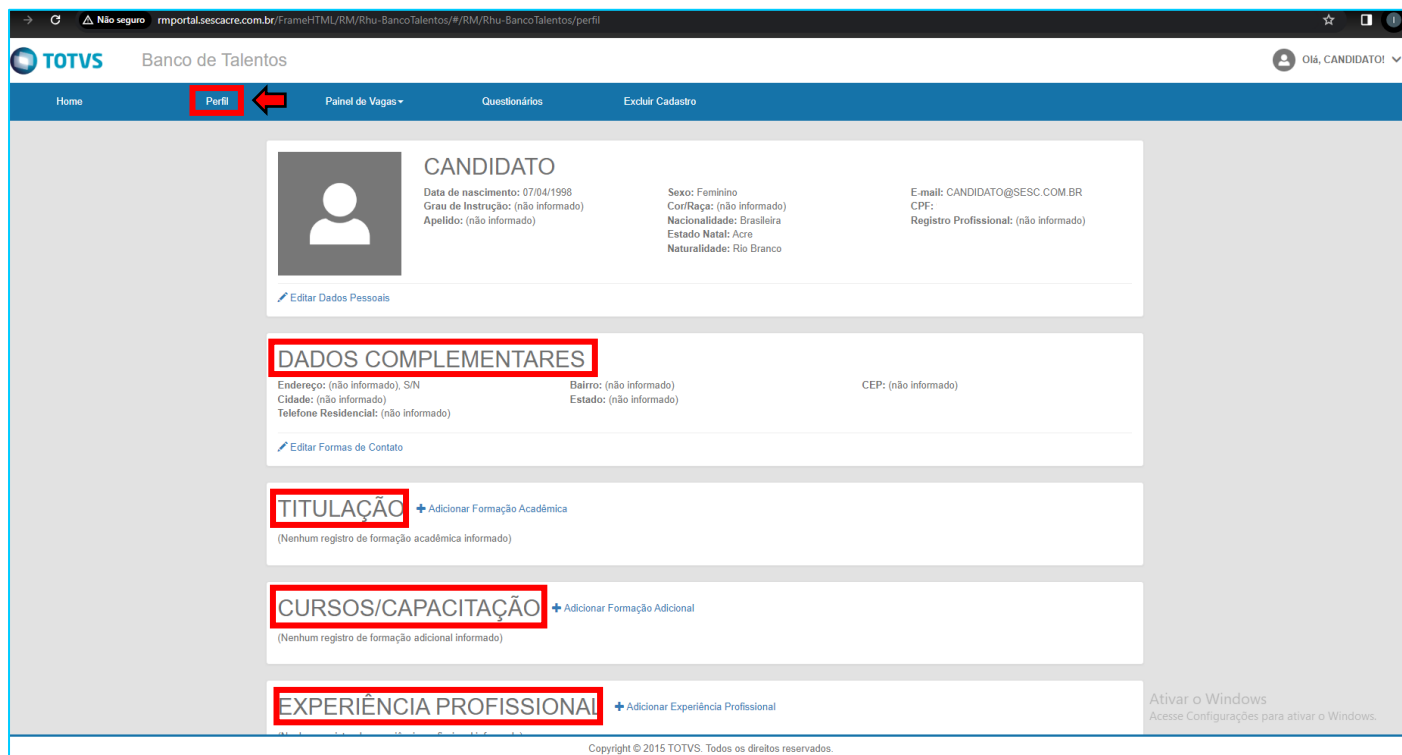 Não seguro rmportal.sescacre.com.br/FrameHTML/RM/Rhu-BancoTalentos/#/RM/Rhu-BancoTalentos/perfil
TOTVS Banco de Talentos Olá, CANDIDATO!
Home Perfil Painel de Vagas Questionários Excluir Cadastro
CANDIDATO
Data de nascimento: 07/04/1998 Sexo: Feminino E-mail: CANDIDATO@SESC.COM.BR
Grau de Instrução: (não informado) Cor/Raça: (não informado) CPF:
Apelido: (não informado) Nacionalidade: Brasileira Registro Profissional: (não informado)
Estado Natal: Acre
Naturalidade: Rio Branco
Editar Dados Pessoais
DADOS COMPLEMENTARES
Endereço: (não informado), S/N Bairro: (não informado) CEP: (não informado)
Cidade: (não informado) Estado: (não informado)
Telefone Residencial: (não informado)
Editar Formas de Contato
TITULAÇÃO + Adicionar Formação Acadêmica
(Nenhum registro de formação acadêmica informado)
CURSOS/CAPACITAÇÃO + Adicionar Formação Adicional
(Nenhum registro de formação adicional informado)
EXPERIÊNCIA PROFISSIONAL + Adicionar Experiência Profissional
Ativar o Windows
Acesse Configurações para ativar o Windows.
Copyright © 2015 TOTVS. Todos os direitos reservados.